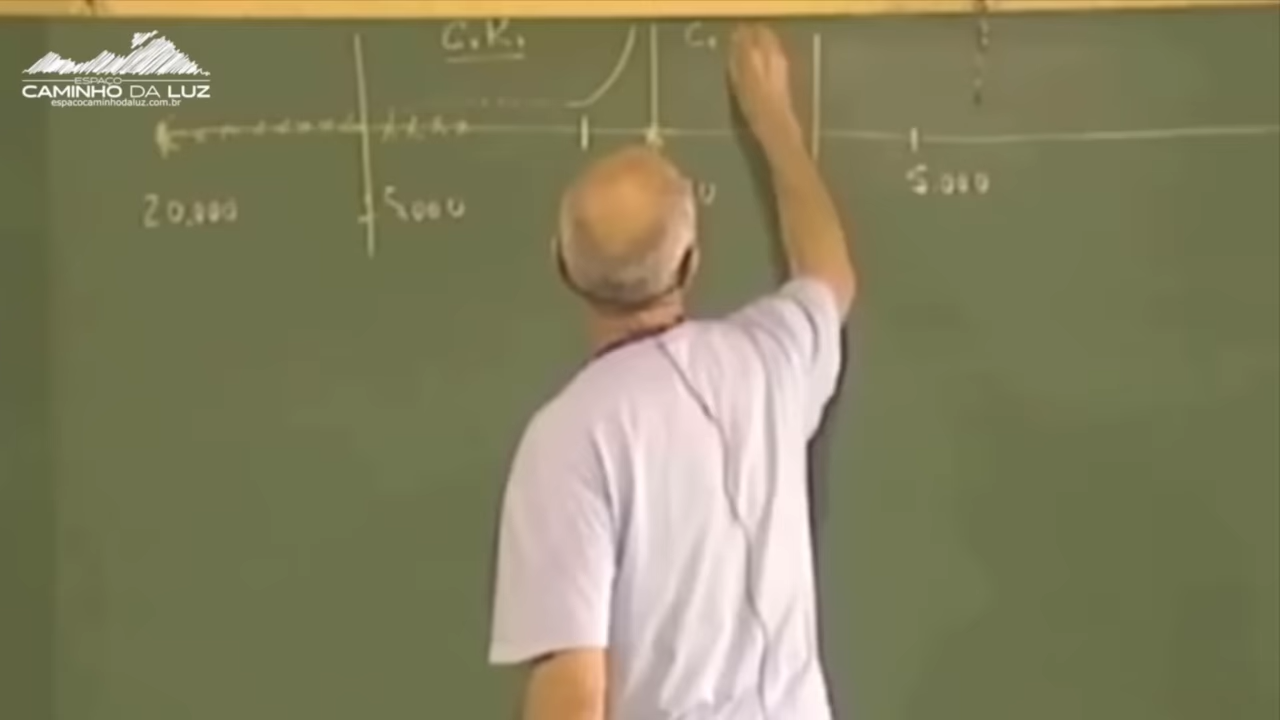 ESPAÇO
CAMINHO DA LUZ
espacocaminhodaluz.com.br
C.K. C.
20.000 5.000 5.000